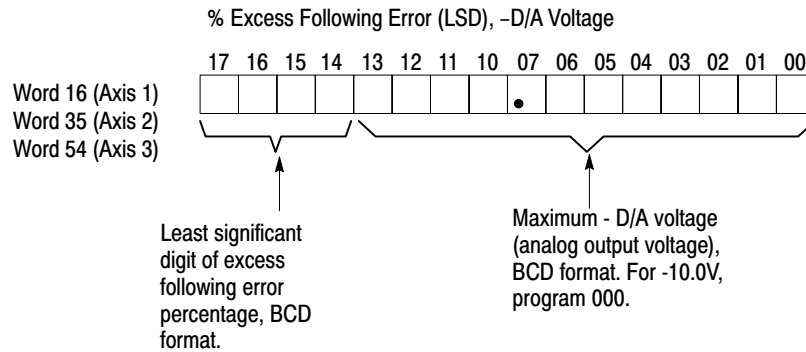 % Excess Following Error (LSD), –D/A Voltage
17 16 15 14 13 12 11 10 07 06 05 04 03 02 01 00
Word 16 (Axis 1)
Word 35 (Axis 2)
Word 54 (Axis 3)
Least significant
digit of excess
following error
percentage, BCD
format.
Maximum - D/A voltage
(analog output voltage),
BCD format. For -10.0V,
program 000.